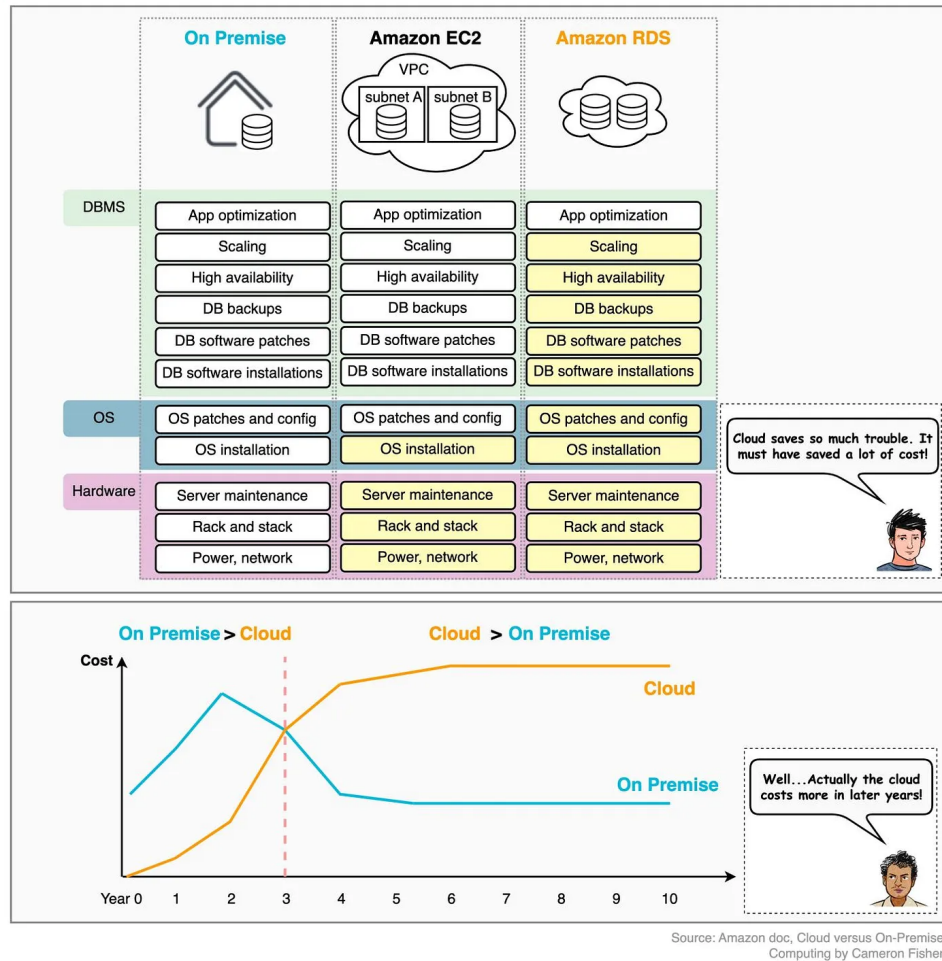 On Premise
Amazon EC2
Amazon RDS
VPC
subnet A
subnet B
DBMS
App optimization
App optimization
App optimization
Scaling
Scaling
Scaling
High availability
High availability
High availability
DB backups
DB backups
DB backups
DB software patches
DB software patches
DB software patches
DB software installations
DB software installations
DB software installations
OS
OS patches and config
OS patches and config
OS patches and config
OS installation
OS installation
OS installation
Cloud saves so much trouble. It
must have saved a lot of cost!
Hardware
Server maintenance
Server maintenance
Server maintenance
Rack and stack
Rack and stack
Rack and stack
Power, network
Power, network
Power, network
On Premise > Cloud
Cloud > On Premise
Cost
Cloud
On Premise
Well...Actually the cloud
costs more in later years!
Year 0 1 2 3 4 5 6 7 8 9 10
Source: Amazon doc, Cloud versus On-Premise
Computing by Cameron Fisher